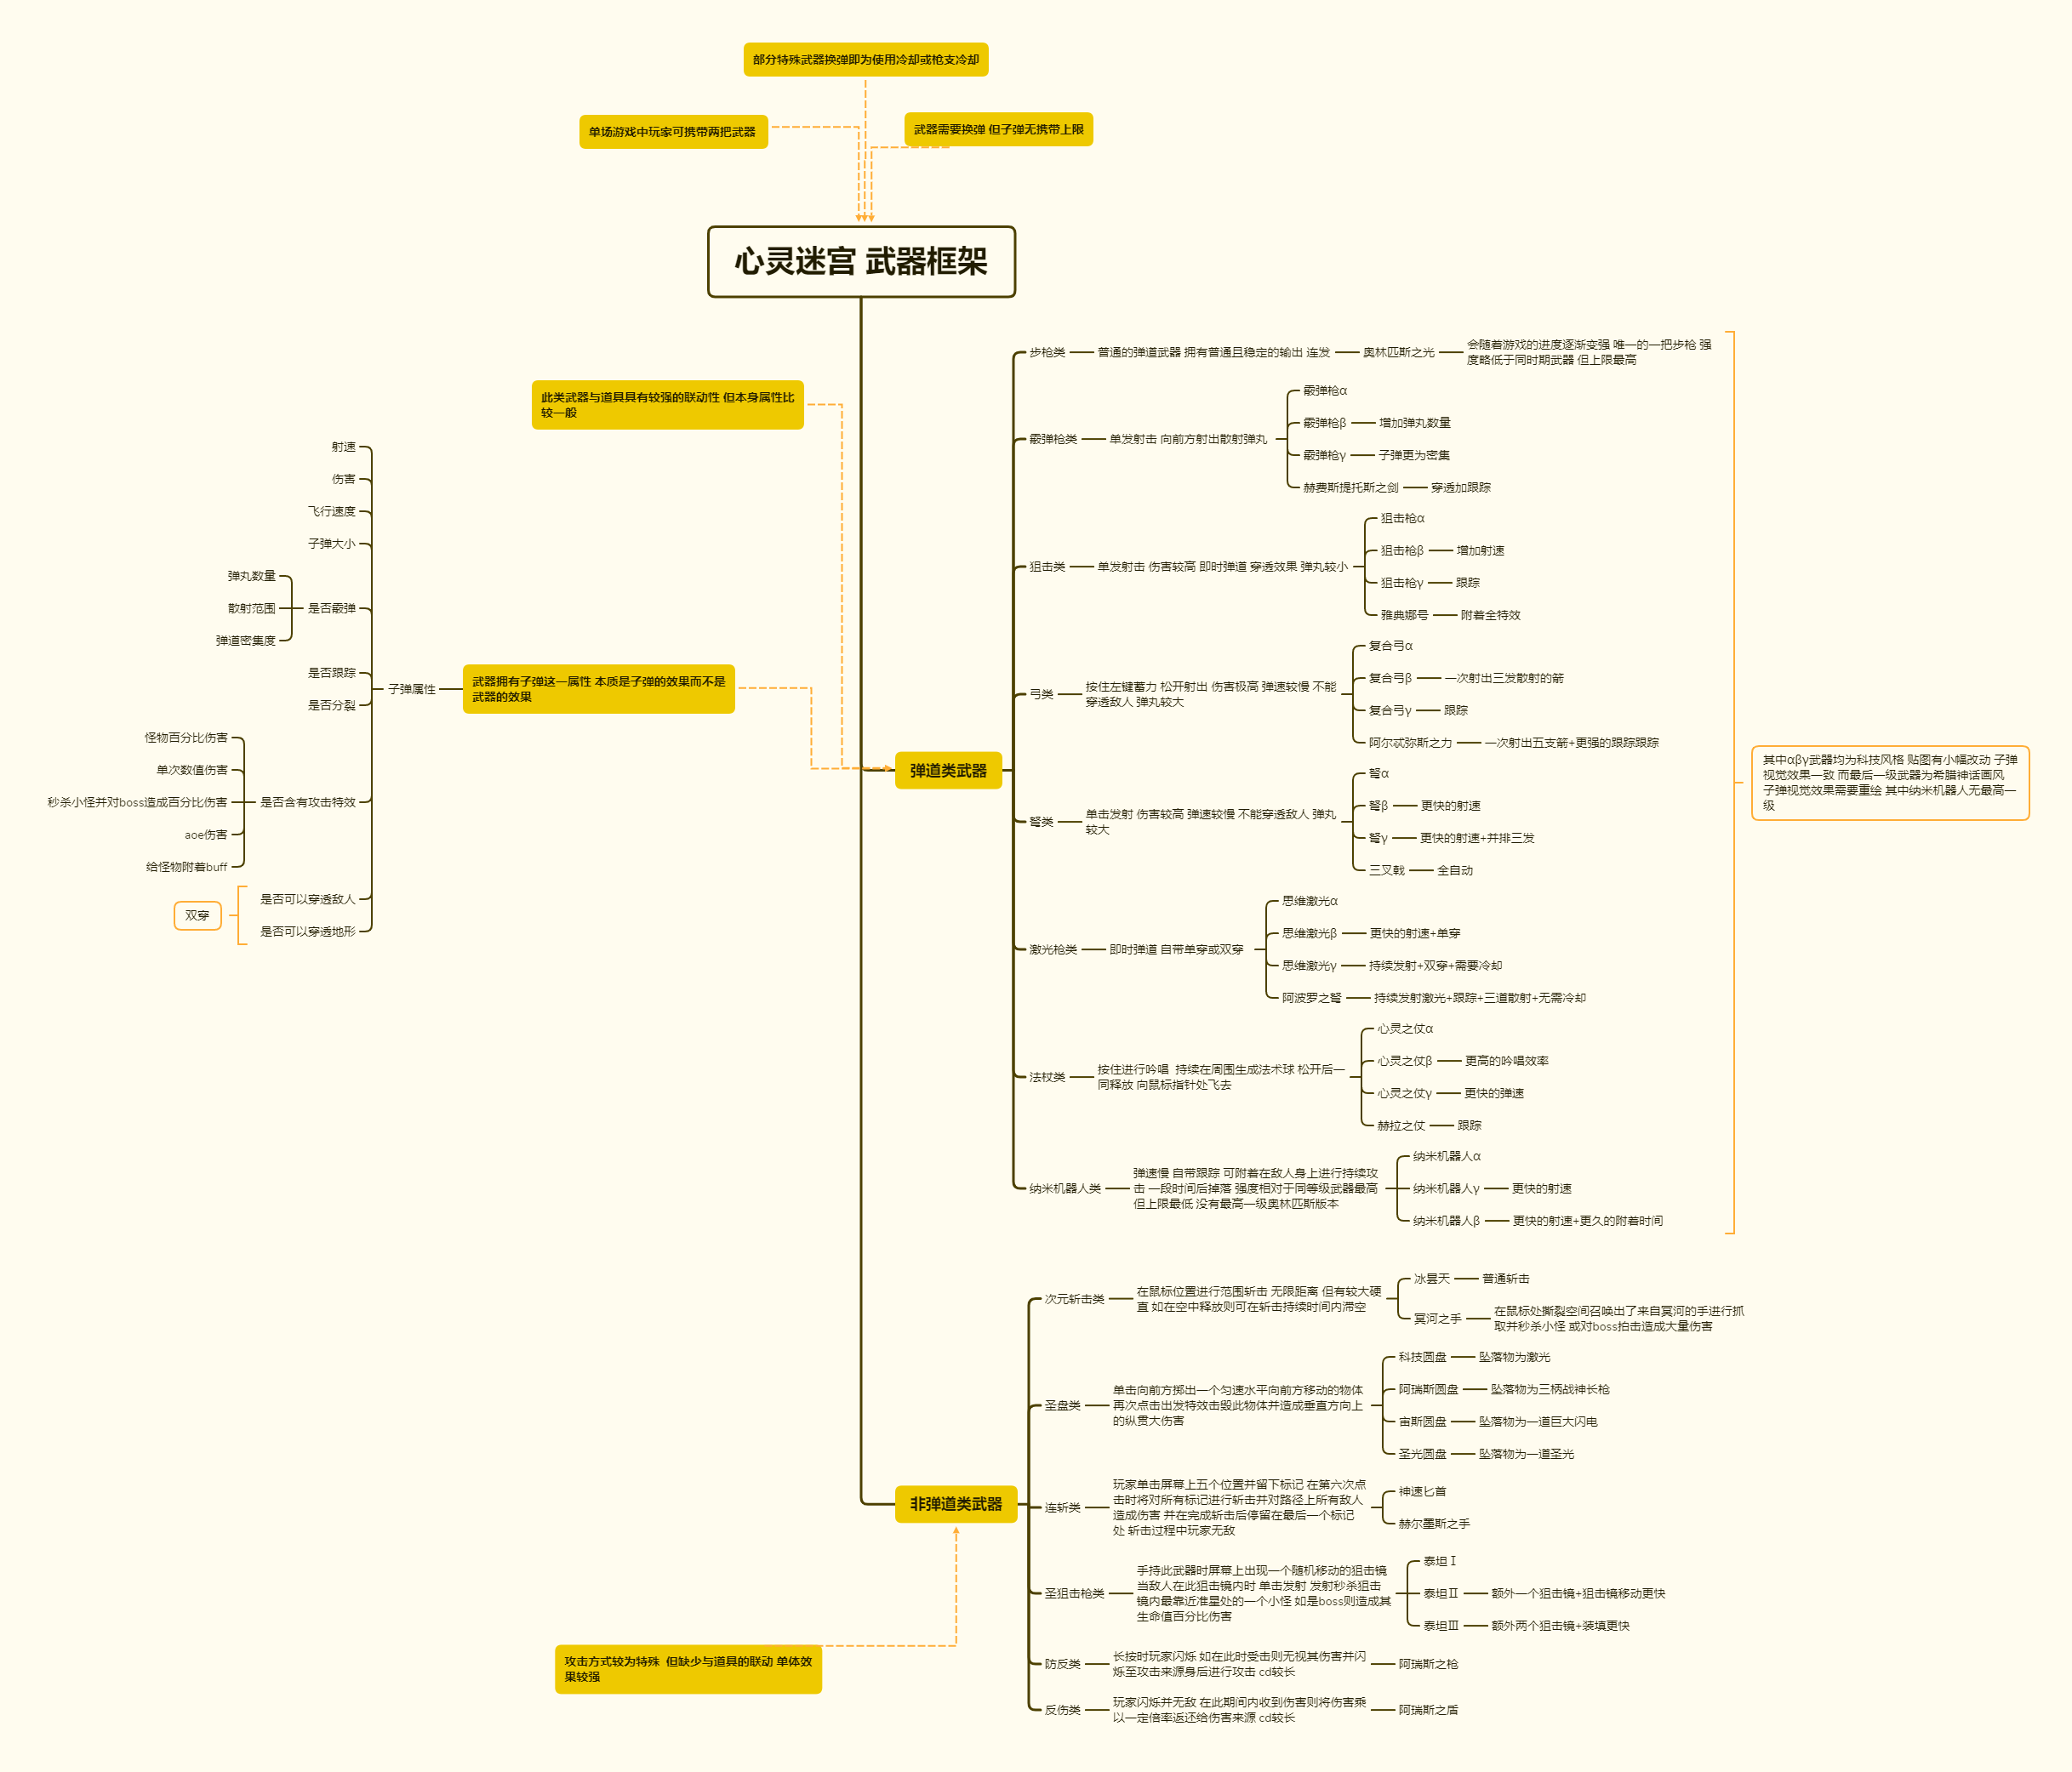 部分特殊武器换弹即为使用冷却或枪支冷却
单场游戏中玩家可携带两把武器
武器需要换弹 但子弹无携带上限
心灵迷宫 武器框架
此类武器与道具具有较强的联动性 但本身属性比
较一般
武器拥有子弹这一属性 本质是子弹的效果而不是
武器的效果
子弹属性
射速
伤害
飞行速度
子弹大小
是否霰弹
弹丸数量
散射范围
弹道密集度
是否跟踪
是否分裂
是否含有攻击特效
怪物百分比伤害
单次数值伤害
秒杀小怪并对boss造成百分比伤害
aoe伤害
给怪物附着buff
是否可以穿透敌人
是否可以穿透地形
双穿
弹道类武器
步枪类
普通的弹道武器 拥有普通且稳定的输出 连发
奥林匹斯之光
会随着游戏的进度逐渐变强 唯一的一把步枪 强
度略低于同时期武器 但上限最高
霰弹枪类
单发射击 向前方射出散射弹丸
霰弹枪α
霰弹枪β
增加弹丸数量
霰弹枪γ
子弹更为密集
赫费斯提托斯之剑
穿透加跟踪
狙击类
单发射击 伤害较高 即时弹道 穿透效果 弹丸较小
狙击枪α
狙击枪β
增加射速
狙击枪γ
跟踪
雅典娜号
附着全特效
弓类
按住左键蓄力 松开射出 伤害极高 弹速较慢 不能
穿透敌人 弹丸较大
复合弓α
复合弓β
一次射出三发散射的箭
复合弓γ
跟踪
阿尔忒弥斯之力
一次射出五支箭+更强的跟踪跟踪
弩类
单击发射 伤害较高 弹速较慢 不能穿透敌人 弹丸
较大
弩α
弩β
更快的射速
弩γ
更快的射速+并排三发
三叉戟
全自动
激光枪类
即时弹道 自带单穿或双穿
思维激光α
思维激光β
更快的射速+单穿
思维激光γ
持续发射+双穿+需要冷却
阿波罗之弩
持续发射激光+跟踪+三道散射+无需冷却
法杖类
按住进行吟唱 持续在周围生成法术球 松开后一
同释放 向鼠标指针处飞去
心灵之仗α
心灵之仗β
更高的吟唱效率
心灵之仗γ
更快的弹速
赫拉之仗
跟踪
纳米机器人类
弹速慢 自带跟踪 可附着在敌人身上进行持续攻
击 一段时间后掉落 强度相对于同等级武器最高
但上限最低 没有最高一级奥林匹斯版本
纳米机器人α
纳米机器人γ
更快的射速
纳米机器人β
更快的射速+更久的附着时间
其中αβγ武器均为科技风格 贴图有小幅改动 子弹
视觉效果一致 而最后一级武器为希腊神话画风
子弹视觉效果需要重绘 其中纳米机器人无最高一
级
非弹道类武器
攻击方式较为特殊 但缺少与道具的联动 单体效
果较强
次元斩击类
在鼠标位置进行范围斩击 无限距离 但有较大硬
直 如在空中释放则可在斩击持续时间内滞空
冰昙天
普通斩击
冥河之手
在鼠标处撕裂空间召唤出了来自冥河的手进行抓
取并秒杀小怪 或对boss拍击造成大量伤害
圣盘类
单击向前方掷出一个匀速水平向前方移动的物体
再次点击出发特效击毁此物体并造成垂直方向上
的纵贯大伤害
科技圆盘
坠落物为激光
阿瑞斯圆盘
坠落物为三柄战神长枪
宙斯圆盘
坠落物为一道巨大闪电
圣光圆盘
坠落物为一道圣光
连斩类
玩家单击屏幕上五个位置并留下标记 在第六次点
击时将对所有标记进行斩击并对路径上所有敌人
造成伤害 并在完成斩击后停留在最后一个标记
处 斩击过程中玩家无敌
神速匕首
赫尔墨斯之手
圣狙击枪类
手持此武器时屏幕上出现一个随机移动的狙击镜
当敌人在此狙击镜内时 单击发射 发射秒杀狙击
镜内最靠近准星处的一个小怪 如是boss则造成其
生命值百分比伤害
泰坦Ⅰ
泰坦Ⅱ
额外一个狙击镜+狙击镜移动更快
泰坦Ⅲ
额外两个狙击镜+装填更快
防反类
长按时玩家闪烁 如在此时受击则无视其伤害并闪
烁至攻击来源身后进行攻击 cd较长
阿瑞斯之枪
反伤类
玩家闪烁并无敌 在此期间内收到伤害则将伤害乘
以一定倍率返还给伤害来源 cd较长
阿瑞斯之盾